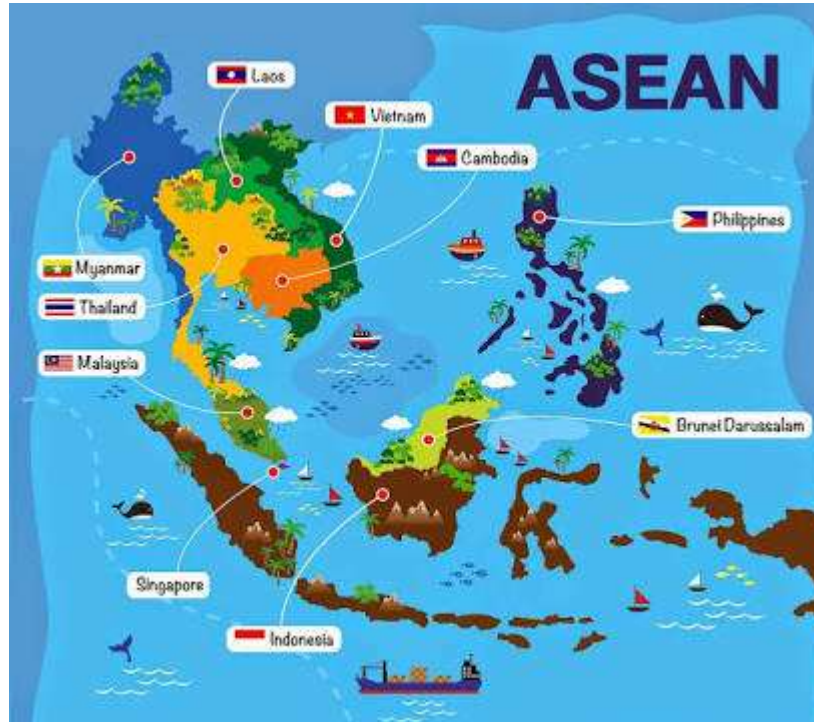 ASEAN
Laos
Vietnam
Cambodia
Philippines
Myanmar
Thailand
Malaysia
Brunei Darussalam
Singapore
Indonesia